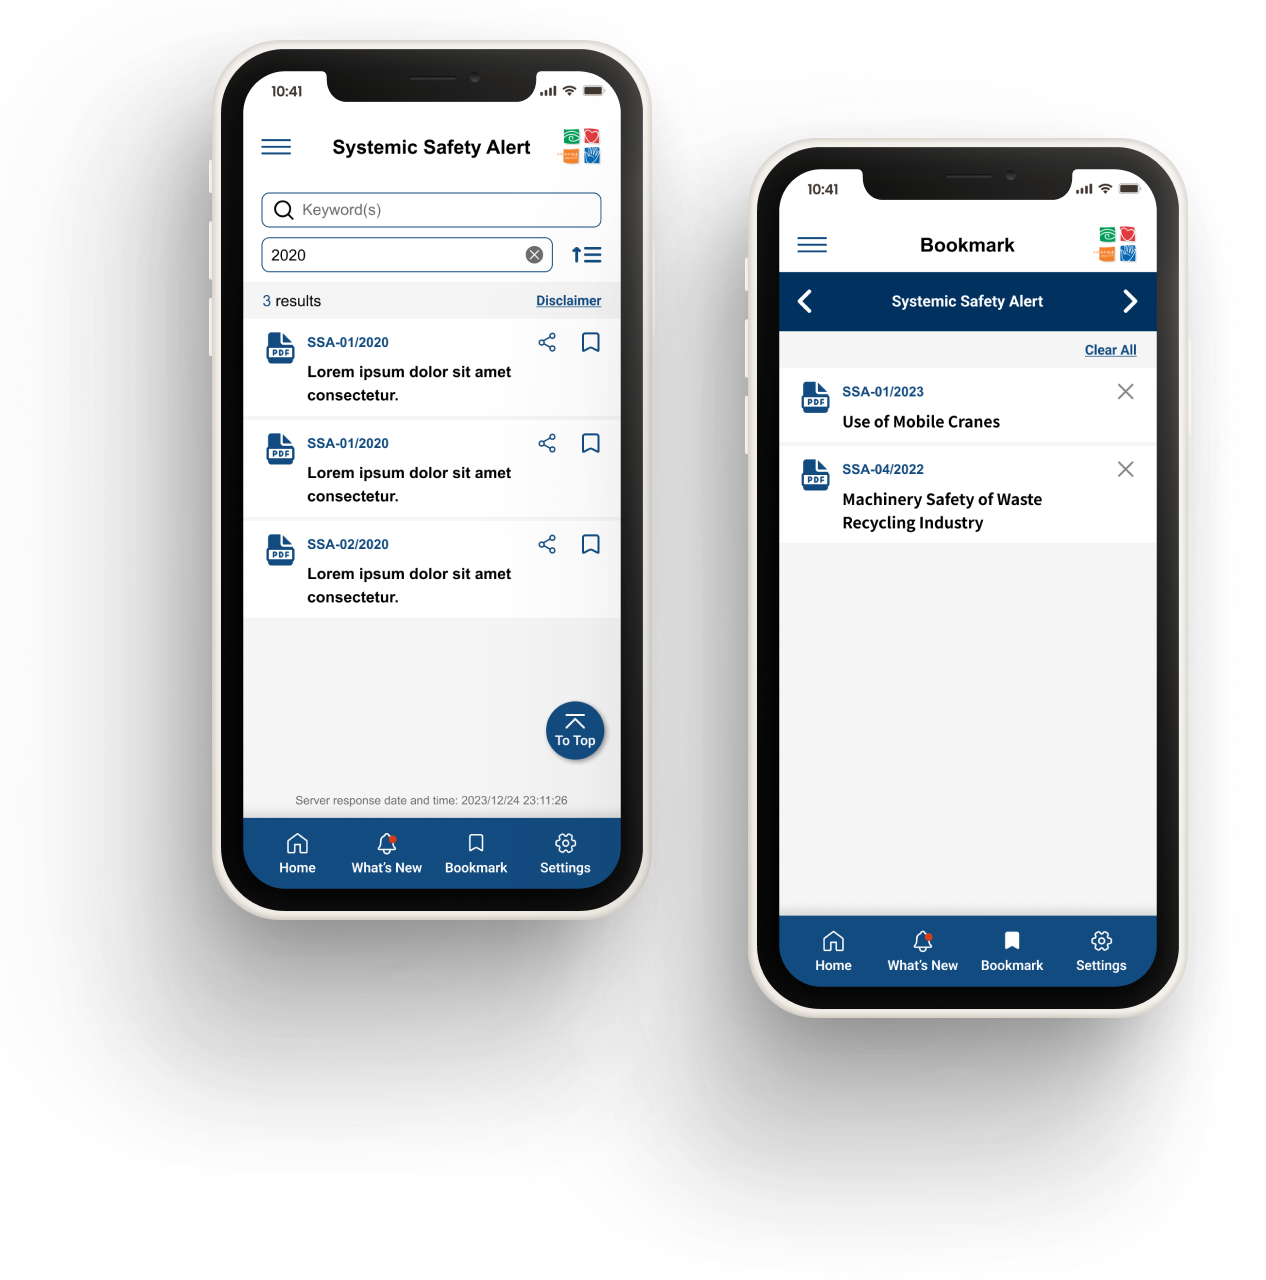 10:41
Systemic Safety Alert
Keyword(s)
2020
3 results
Disclaimer
PDF
SSA-01/2020
Lorem ipsum dolor sit amet
consectetur.
PDF
SSA-01/2020
Lorem ipsum dolor sit amet
consectetur.
PDF
SSA-02/2020
Lorem ipsum dolor sit amet
consectetur.
To Top
Server response date and time: 2023/12/24 23:11:26
Home
What's New
Bookmark
Settings
10:41
Bookmark
Systemic Safety Alert
Clear All
PDF
SSA-01/2023
Use of Mobile Cranes
PDF
SSA-04/2022
Machinery Safety of Waste
Recycling Industry
Home
What's New
Bookmark
Settings